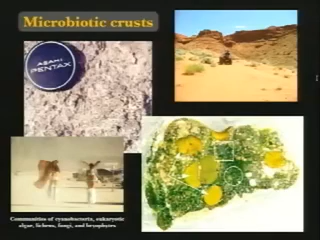 Microbiotic crusts
ASAHI
PENTAX
Communities of cyanobacteria, eukaryotic
algae, lichens, fungi, and bryophytes